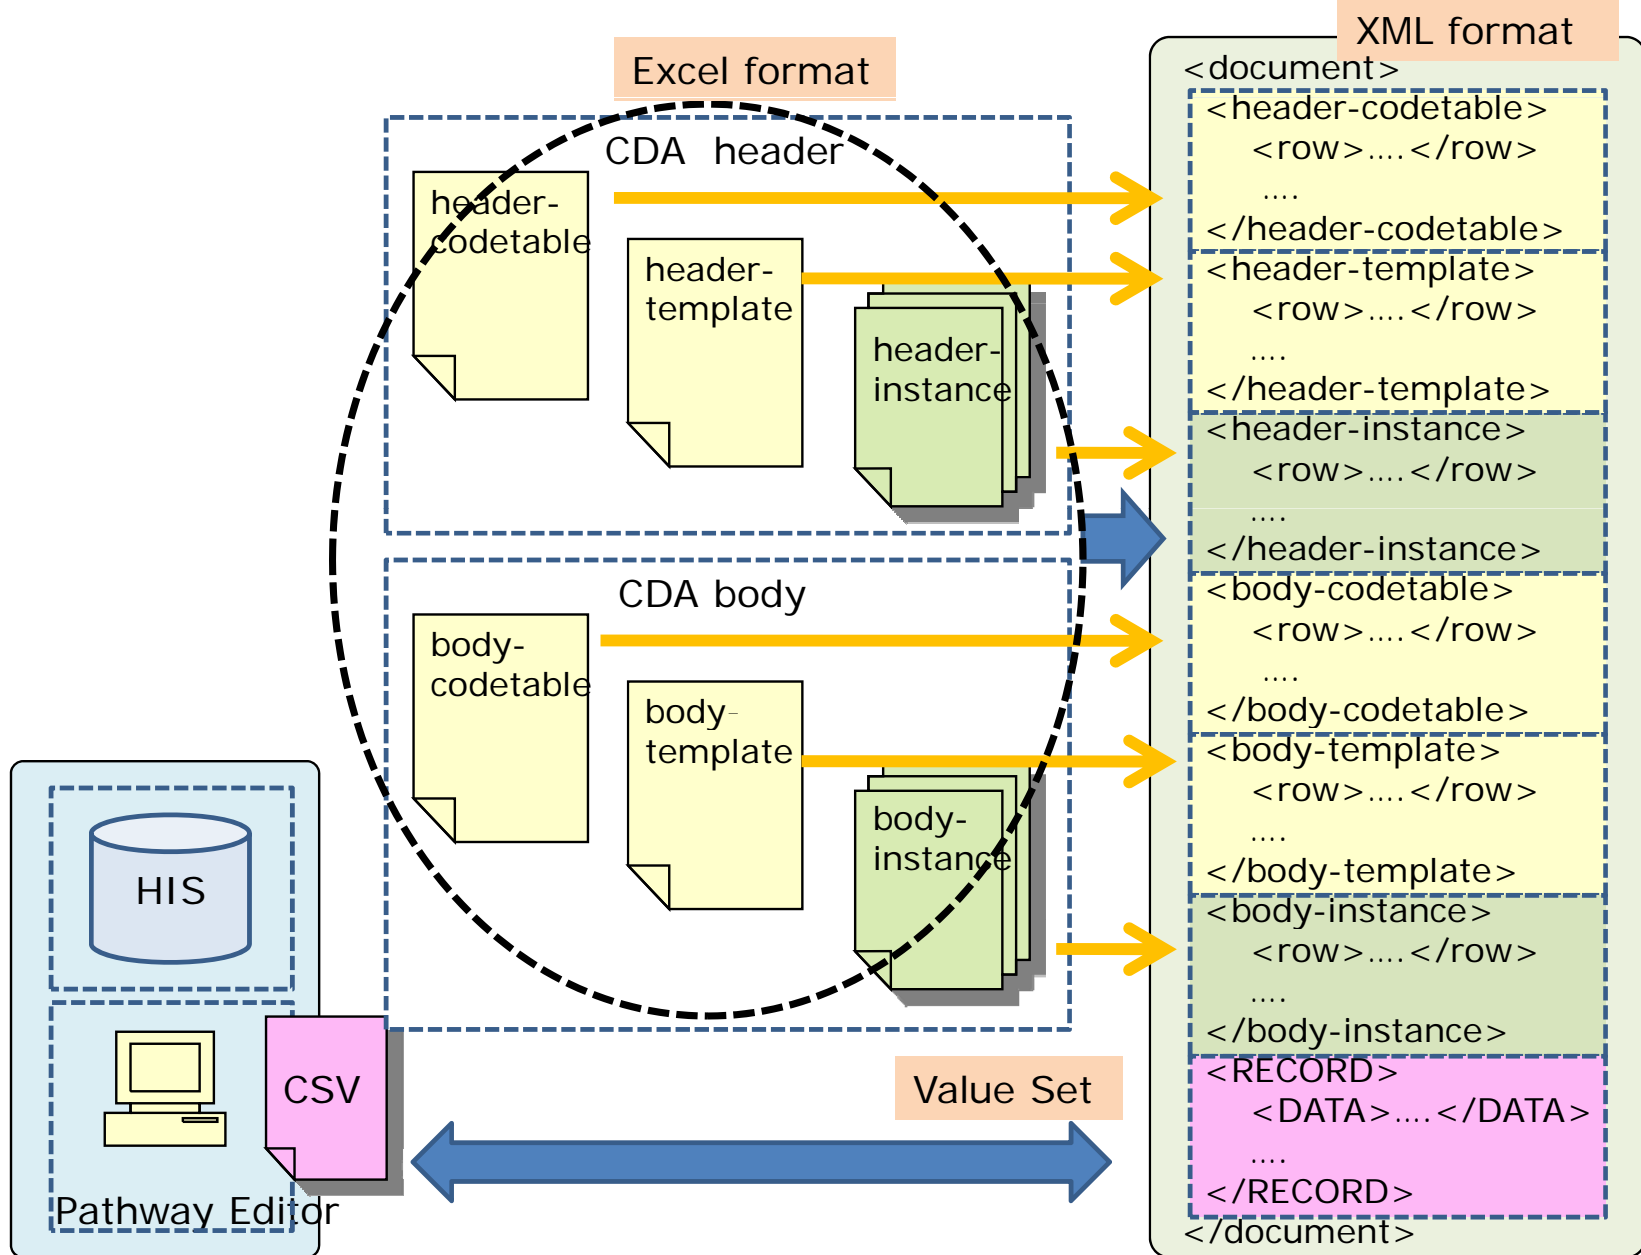 Excel format
CDA header
header-
codetable
header-
template
header-
instance
CDA body
body-
codetable
body-
template
body-
instance
HIS
CSV
Pathway Editor
Value Set
XML format
<document>
<header-codetable>
<row>....</row>
....
</header-codetable>
<header-template>
<row>....</row>
....
</header-template>
<header-instance>
<row>....</row>
....
</header-instance>
<body-codetable>
<row>....</row>
....
</body-codetable>
<body-template>
<row>....</row>
....
</body-template>
<body-instance>
<row>....</row>
....
</body-instance>
<RECORD>
<DATA>....</DATA>
....
</RECORD>
</document>